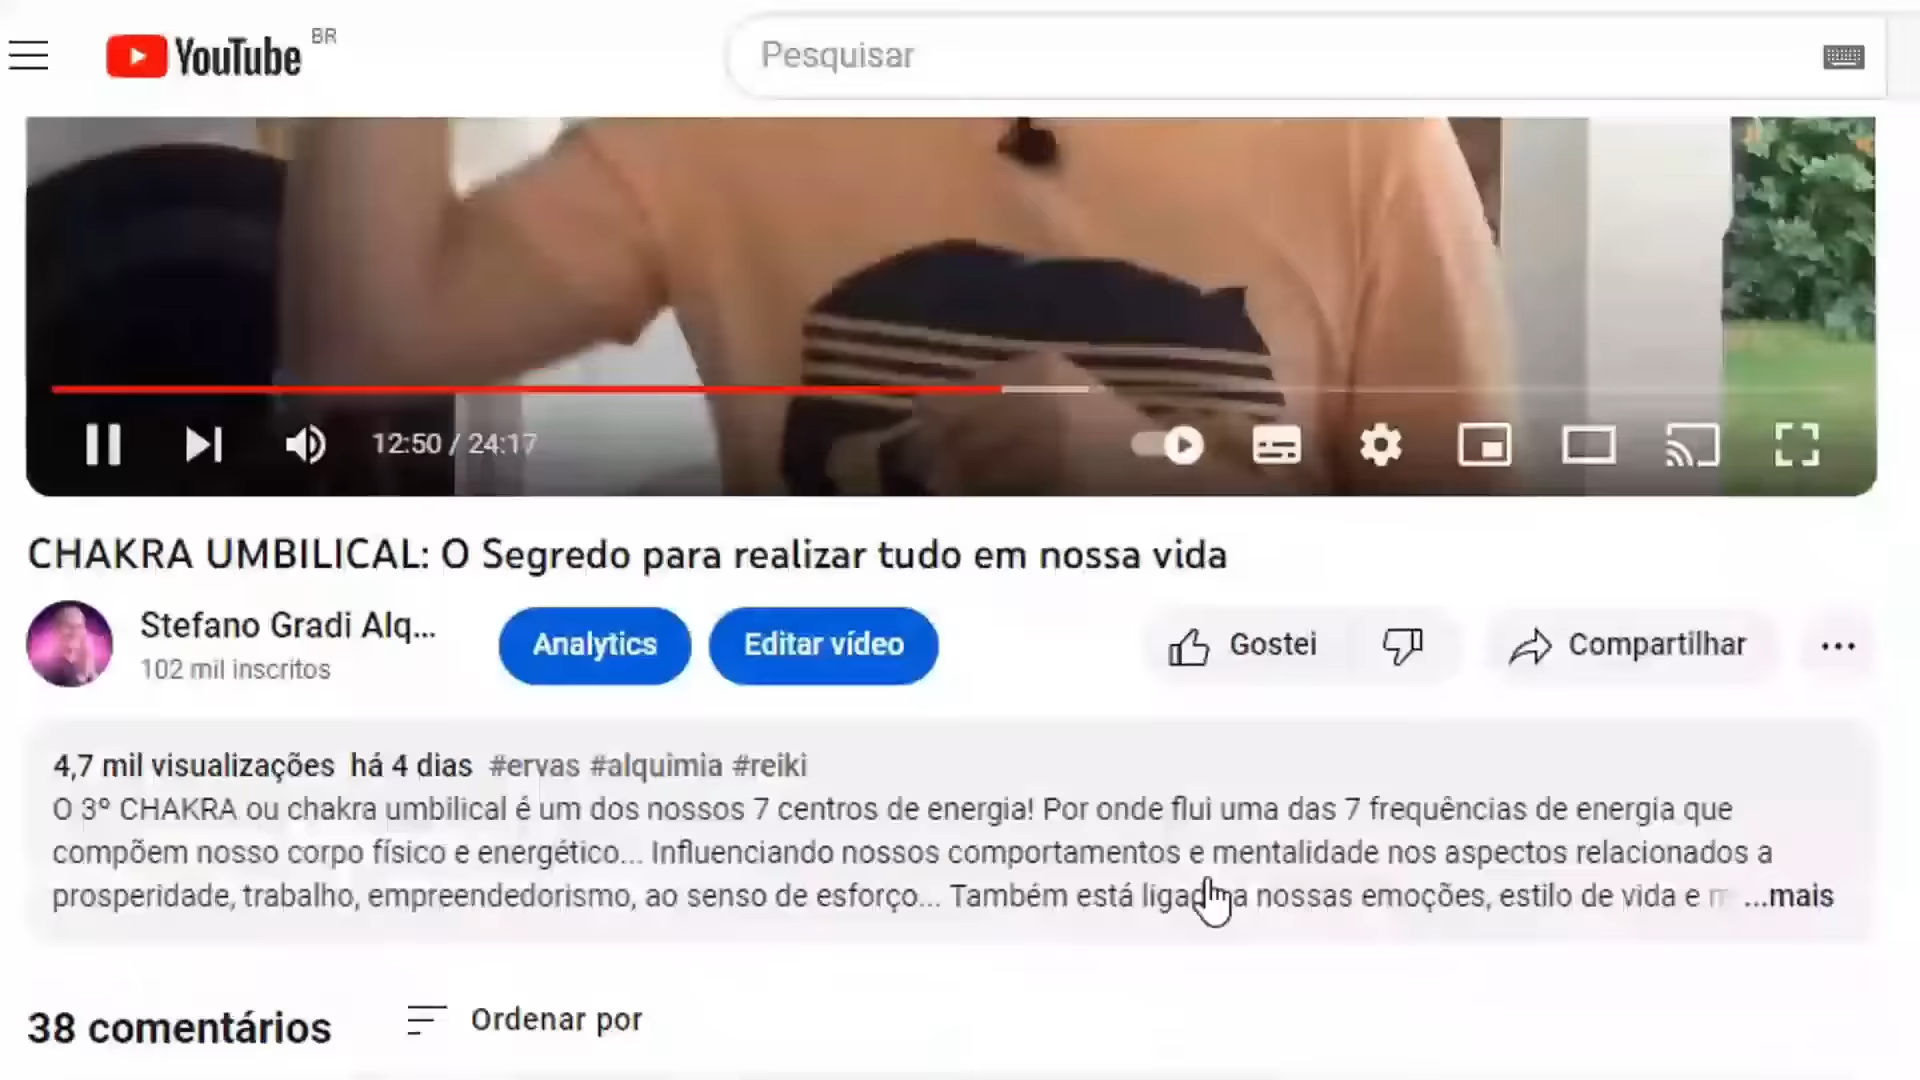 YouTube BR
Pesquisar
12:50 / 24:17
CHAKRA UMBILICAL: O Segredo para realizar tudo em nossa vida
Stefano Gradi Alq...
102 mil inscritos
Analytics
Editar vídeo
Gostei
Compartilhar
4,7 mil visualizações há 4 dias #ervas #alquimia #reiki
O 3º CHAKRA ou chakra umbilical é um dos nossos 7 centros de energia! Por onde flui uma das 7 frequências de energia que
compõem nosso corpo físico e energético... Influenciando nossos comportamentos e mentalidade nos aspectos relacionados a
prosperidade, trabalho, empreendedorismo, ao senso de esforço... Também está a nossas emoções, estilo de vida e ...mais
38 comentários
Ordenar por